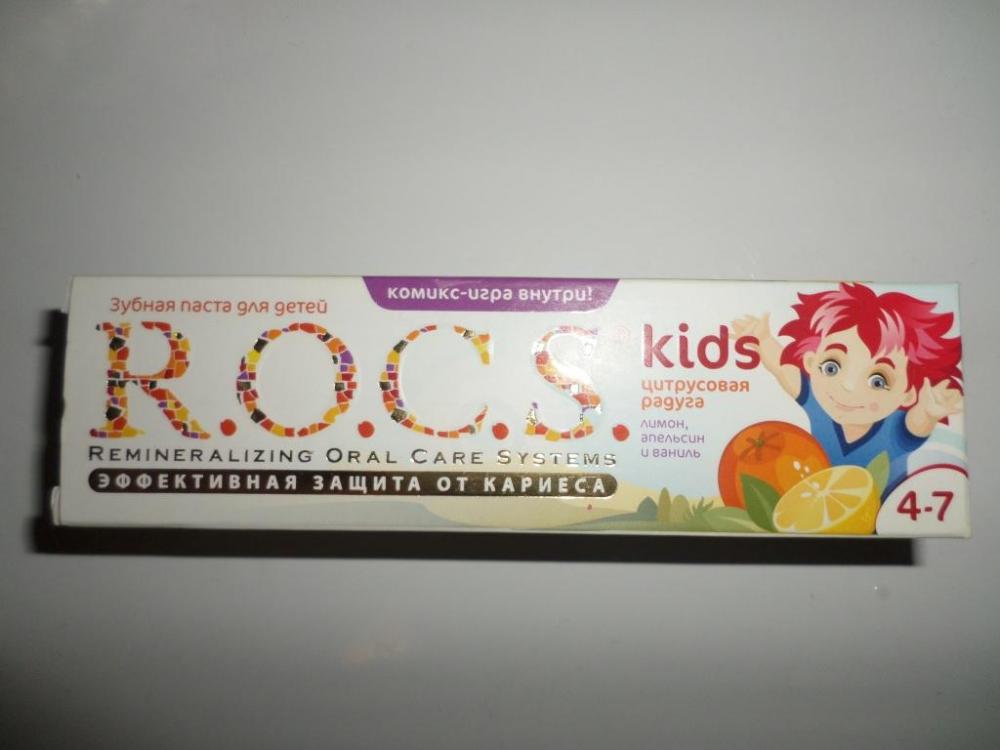 комикс-игра внутри!
Зубная паста для детей
R.O.C.S.®
kids
цитрусовая
радуга
лимон,
апельсин
и ваниль
REMINERALIZING ORAL CARE SYSTEMS
ЭФФЕКТИВНАЯ ЗАЩИТА ОТ КАРИЕСА
4-7